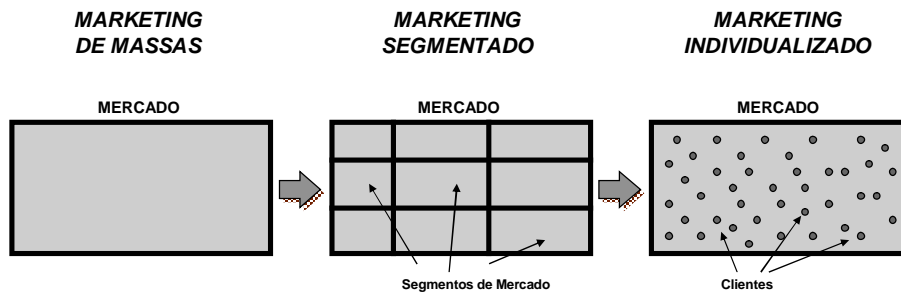 MARKETING
DE MASSAS
MARKETING
SEGMENTADO
MARKETING
INDIVIDUALIZADO
MERCADO
MERCADO
MERCADO
Segmentos de Mercado
Clientes